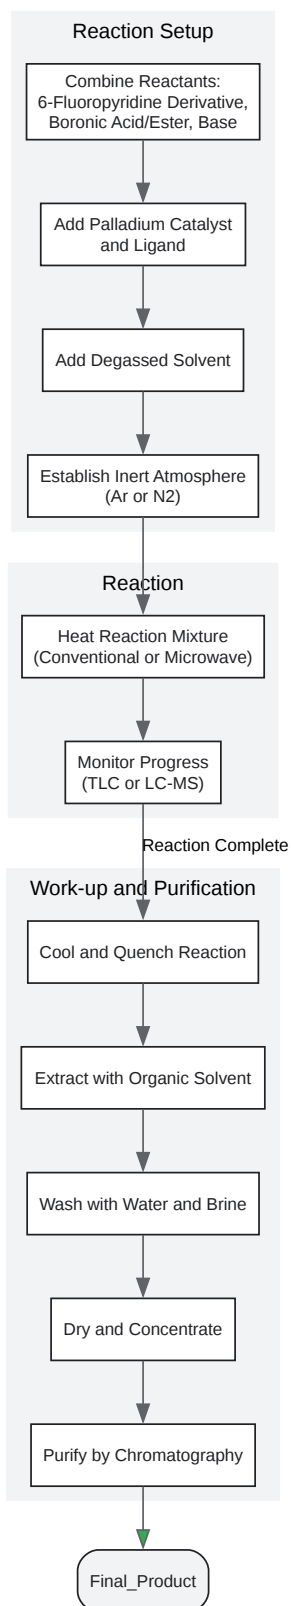 Reaction Setup
Combine Reactants:
6-Fluoropyridine Derivative,
Boronic Acid/Ester, Base
Add Palladium Catalyst
and Ligand
Add Degassed Solvent
Establish Inert Atmosphere
(Ar or N2)
Reaction
Heat Reaction Mixture
(Conventional or Microwave)
Monitor Progress
(TLC or LC-MS)
Reaction Complete
Work-up and Purification
Cool and Quench Reaction
Extract with Organic Solvent
Wash with Water and Brine
Dry and Concentrate
Purify by Chromatography
Final_Product